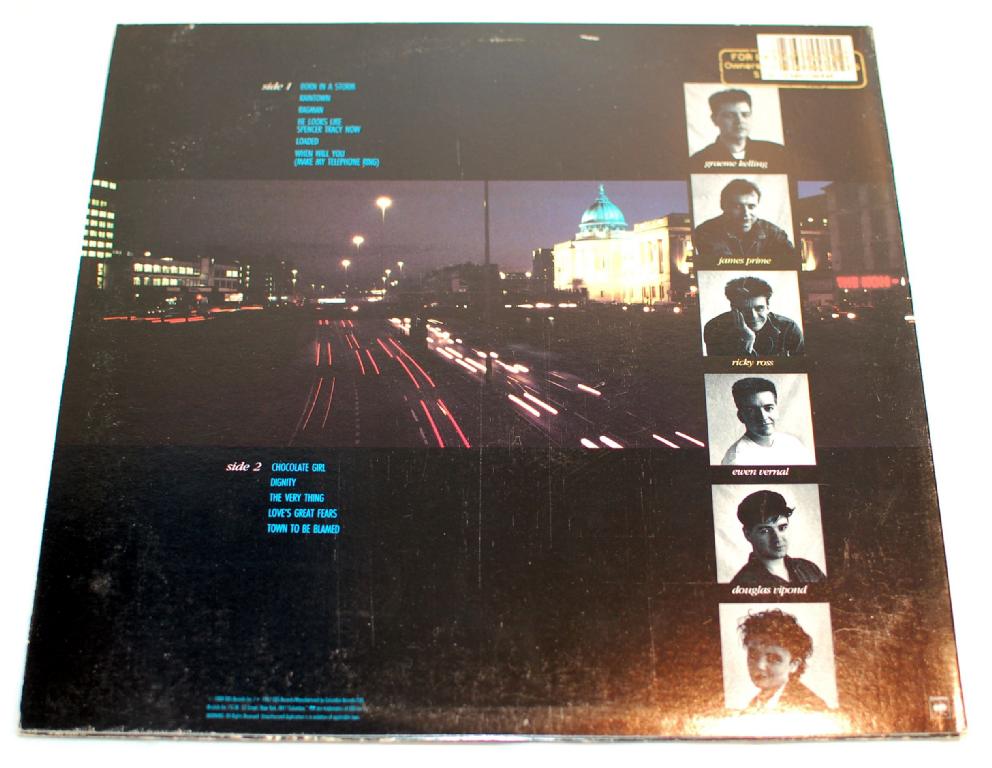 side 1
BORN IN A STORM
RAINTOWN
RAGMAN
HE LOOKS LIKE
SPENCER TRACY NOW
LOADED
WHEN WILL YOU
(MAKE MY TELEPHONE RING)
FOR
Owners
graeme kelling
james prime
ricky ross
ewen vernal
douglas vipond
side 2
CHOCOLATE GIRL
DIGNITY
THE VERY THING
LOVE'S GREAT FEARS
TOWN TO BE BLAMED